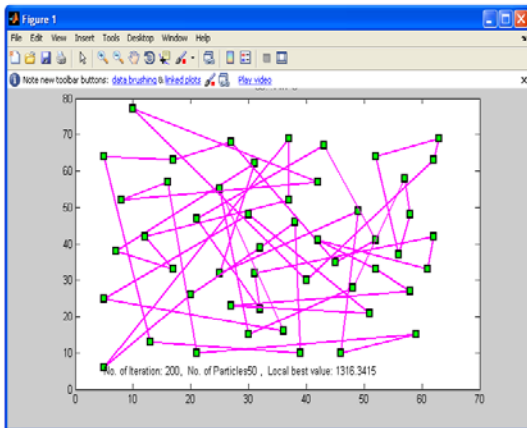 Figure 1
File Edit View Insert Tools Desktop Window Help
Note new toolbar buttons: data brushing & linked plots Play video
80
70
60
50
40
30
20
10
0
No. of Iteration: 200, No. of Particles50 , Local best value: 1316.3415
0 10 20 30 40 50 60 70